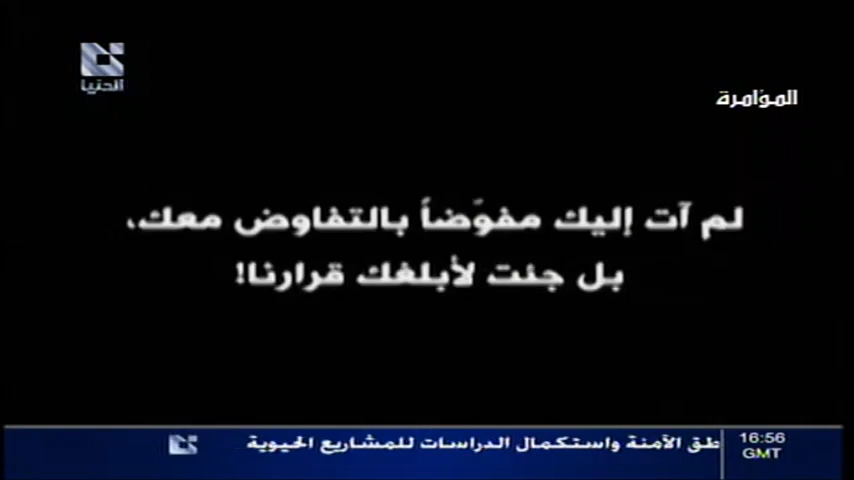 الدنيا
المؤامرة
لم آت إليك مفوّضاً بالتفاوض معك،
بل جئت لأبلغك قرارنا!
طق الآمنة واستكمال الدراسات للمشاريع الحيوية
16:56
GMT